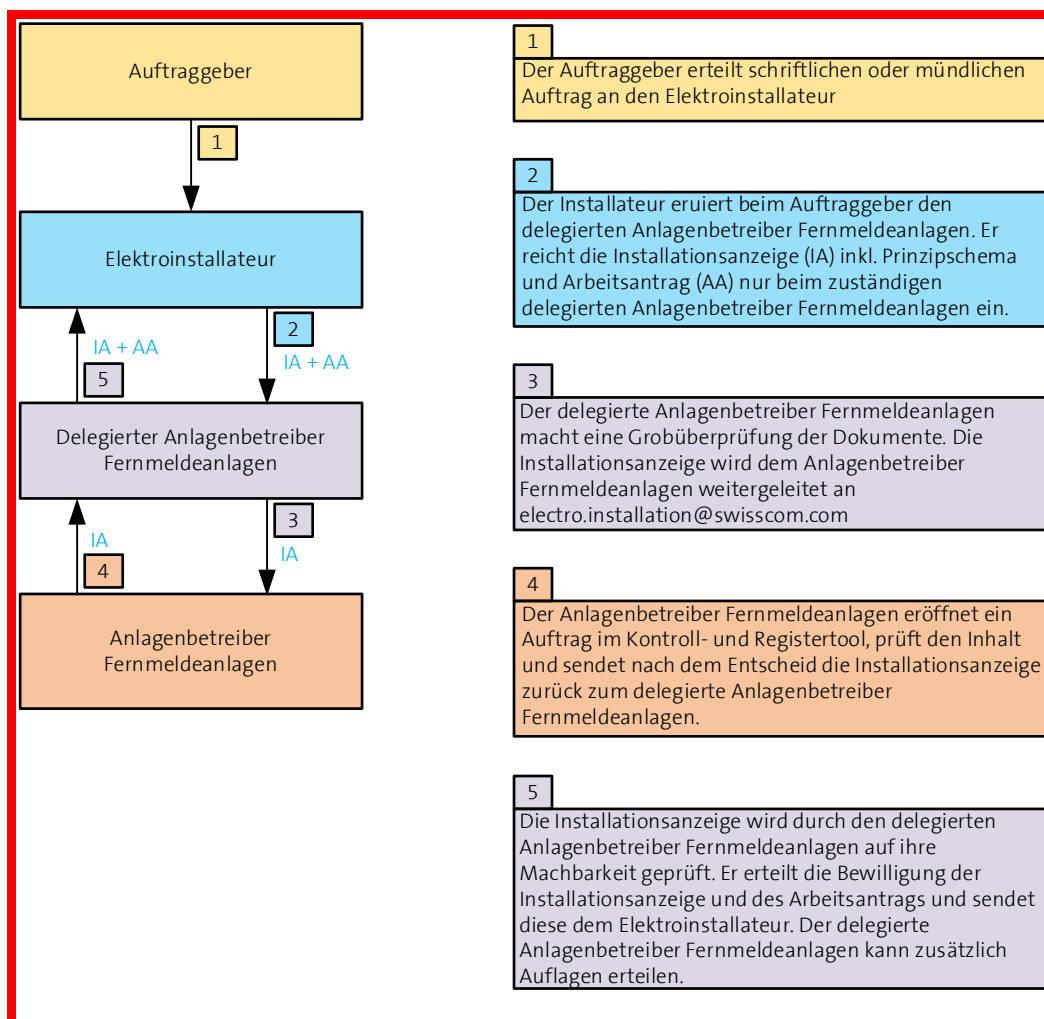 Auftraggeber
1
Elektroinstallateur
IA + AA
5
2
IA + AA
Delegierter Anlagenbetreiber
Fernmeldeanlagen
IA
4
3
IA
Anlagenbetreiber
Fernmeldeanlagen
1
Der Auftraggeber erteilt schriftlichen oder mündlichen
Auftrag an den Elektroinstallateur
2
Der Installateur eruiert beim Auftraggeber den
delegierten Anlagenbetreiber Fernmeldeanlagen. Er
reicht die Installationsanzeige (IA) inkl. Prinzipschema
und Arbeitsantrag (AA) nur beim zuständigen
delegierten Anlagenbetreiber Fernmeldeanlagen ein.
3
Der delegierte Anlagenbetreiber Fernmeldeanlagen
macht eine Grobüberprüfung der Dokumente. Die
Installationsanzeige wird dem Anlagenbetreiber
Fernmeldeanlagen weitergeleitet an
electro.installation@swisscom.com
4
Der Anlagenbetreiber Fernmeldeanlagen eröffnet ein
Auftrag im Kontroll- und Registertool, prüft den Inhalt
und sendet nach dem Entscheid die Installationsanzeige
zurück zum delegierte Anlagenbetreiber
Fernmeldeanlagen.
5
Die Installationsanzeige wird durch den delegierten
Anlagenbetreiber Fernmeldeanlagen auf ihre
Machbarkeit geprüft. Er erteilt die Bewilligung der
Installationsanzeige und des Arbeitsantrags und sendet
diese dem Elektroinstallateur. Der delegierte
Anlagenbetreiber Fernmeldeanlagen kann zusätzlich
Auflagen erteilen.